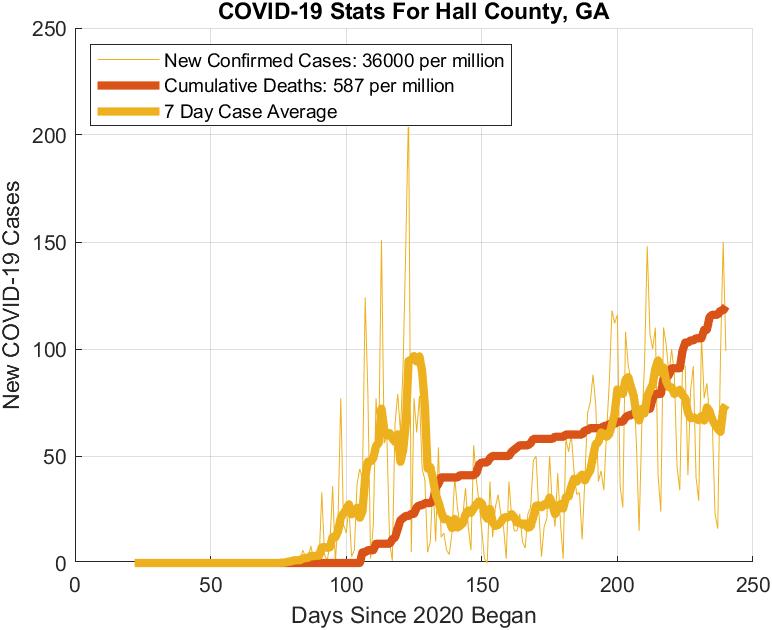 COVID-19 Stats For Hall County, GA
250
New Confirmed Cases: 36000 per million
Cumulative Deaths: 587 per million
7 Day Case Average
200
150
100
50
0
New COVID-19 Cases
0 50 100 150 200 250
Days Since 2020 Began